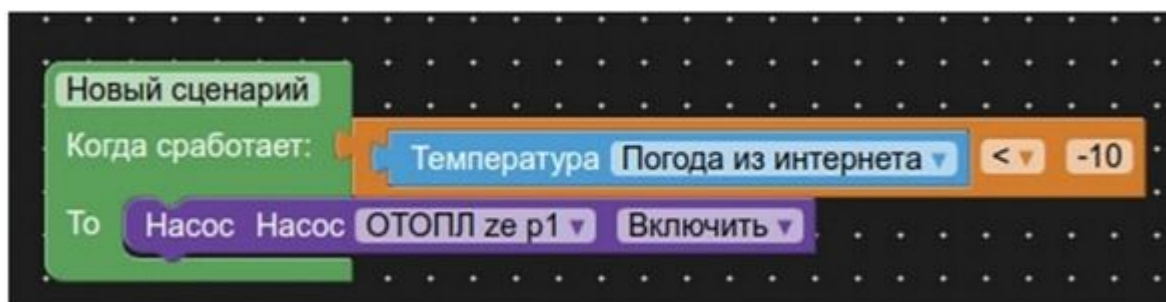 Новый сценарий
Когда сработает: Температура Погода из интернета < -10
То Насос Насос ОТОПЛ ze p1 Включить